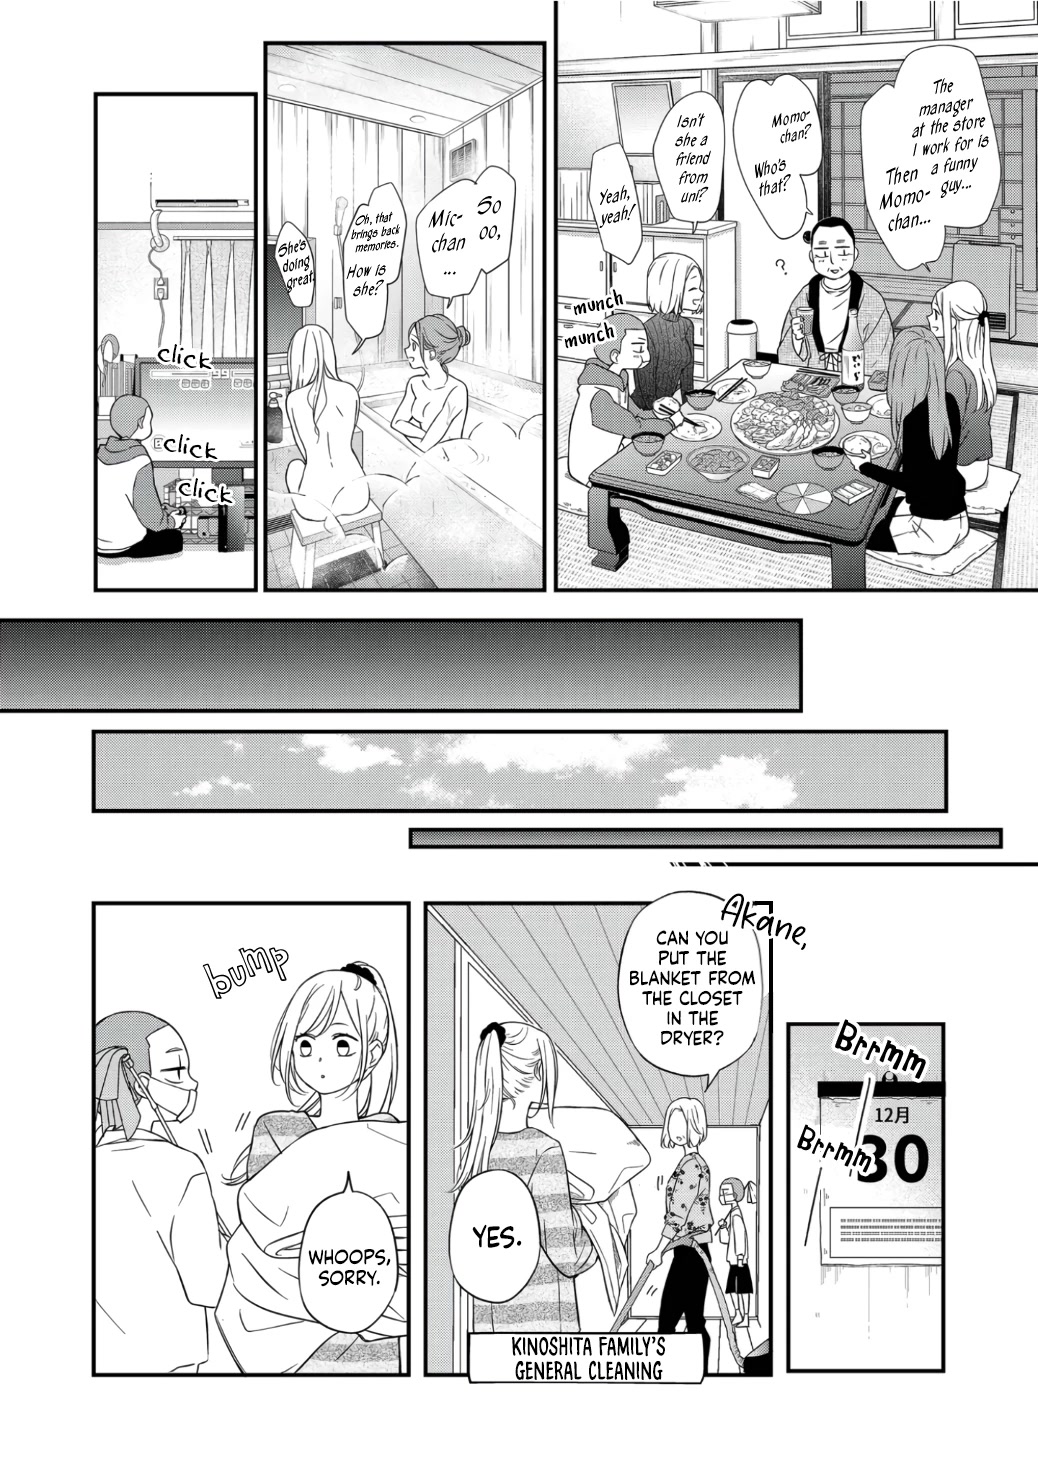 The
manager
at the store
I work for is
a funny
guy...
Then
Momo-
chan...
Momo-
chan?
Who's
that?
Isn't
she a
friend
from
uni?
Yeah,
yeah!
munch
munch
So
oo,
Mic-
chan
...
Oh, that
brings back
memories.
How is
she?
She's
doing
great.
click
click
click
Brrmm
12月
30
Brrmm
Akane,
CAN YOU
PUT THE
BLANKET FROM
THE CLOSET
IN THE
DRYER?
YES.
KINOSHITA FAMILY'S
GENERAL CLEANING
bump
WHOOPS,
SORRY.